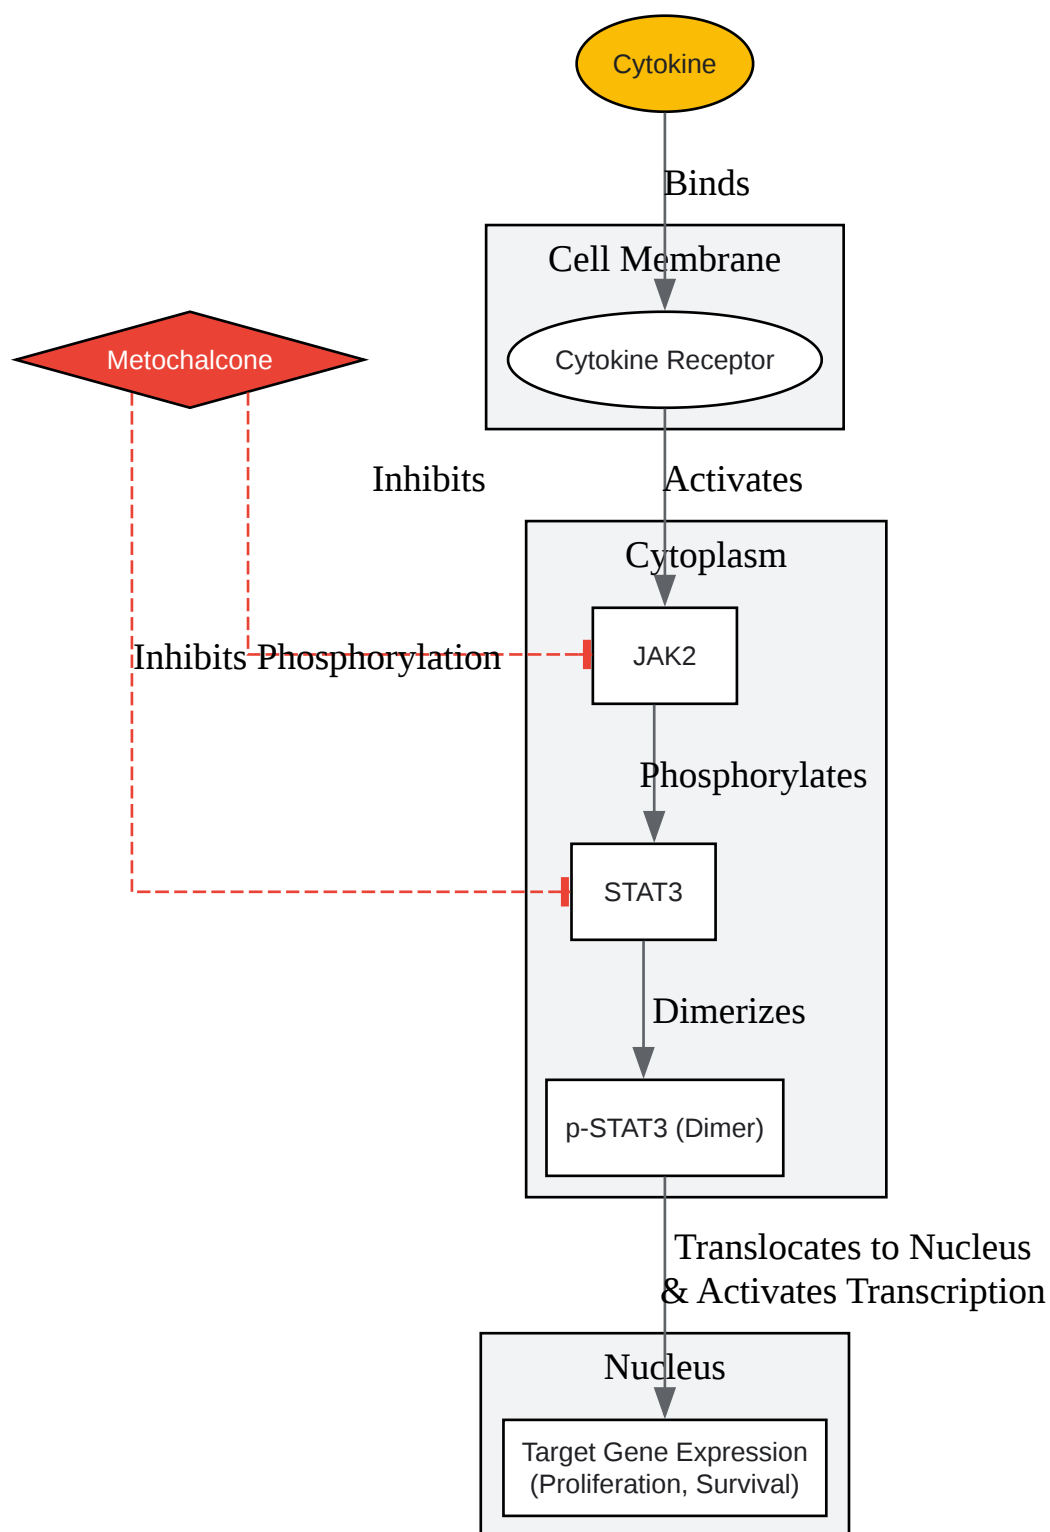 Cytokine
Binds
Cell Membrane
Metochalcone
Cytokine Receptor
Inhibits
Activates
Cytoplasm
Inhibits Phosphorylation
JAK2
Phosphorylates
STAT3
Dimerizes
p-STAT3 (Dimer)
Translocates to Nucleus
& Activates Transcription
Nucleus
Target Gene Expression
(Proliferation, Survival)